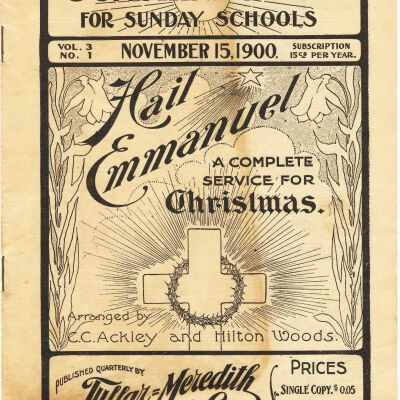 FOR SUNDAY SCHOOLS
VOL. 3
NO. 1
NOVEMBER 15, 1900.
SUBSCRIPTION
15cs PER YEAR.
Hail
Emmanuel
A COMPLETE
SERVICE FOR
Christmas.
Arranged by
C.C. Ackley and Hilton Woods.
PUBLISHED QUARTERLY BY
Tullar=Meredith
PRICES
SINGLE COPY. $ 0.05